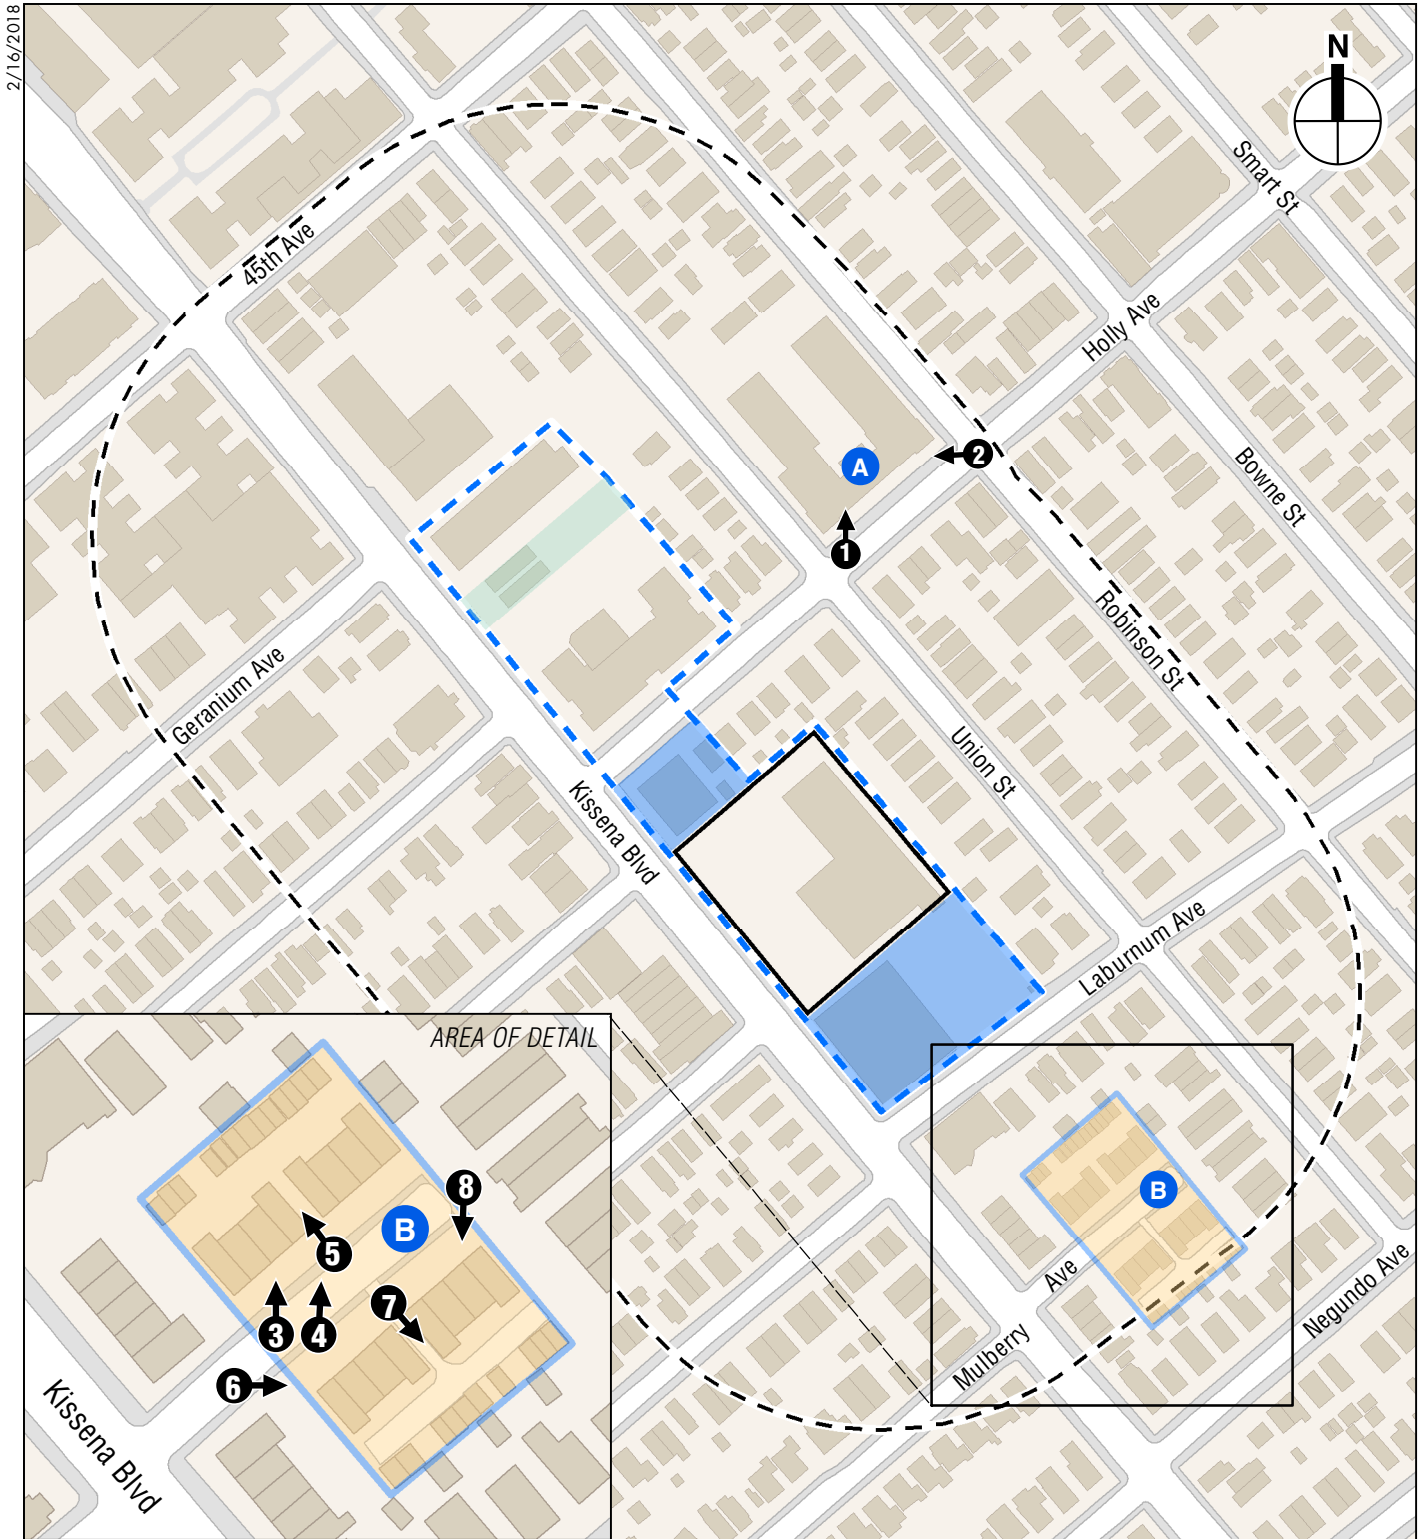 2/16/2018
N
Smart St
45th Ave
Holly Ave
2
A
Bowne St
1
Robinson St
Geranium Ave
Union St
Kissena Blvd
Laburnum Ave
AREA OF DETAIL
B
8
B
5
7
3
4
6
Ave
Negundo Ave
Mulberry
Kissena Blvd